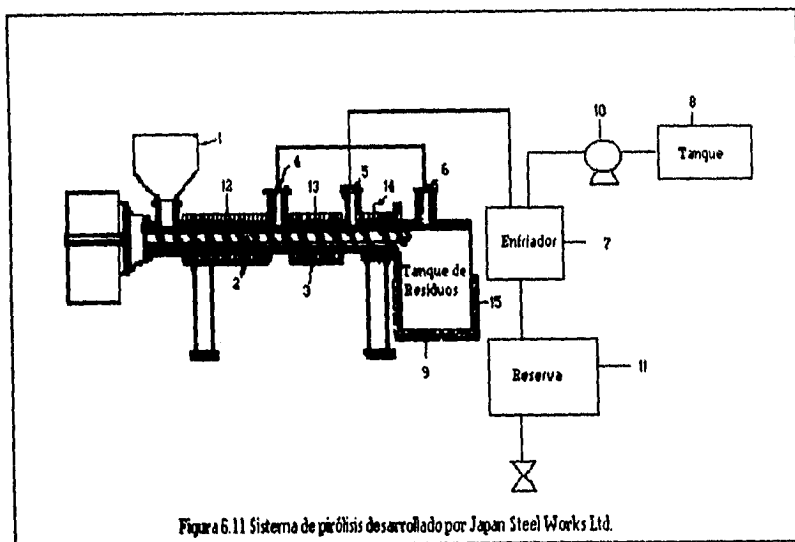 8
10
Tanque
1
4
5
6
12
13
14
Enfriador
7
Tanque de
Resíduos
2
3
15
9
Reserva
11
Figura 6.11 Sistema de pirólisis desarrollado por Japan Steel Works Ltd.